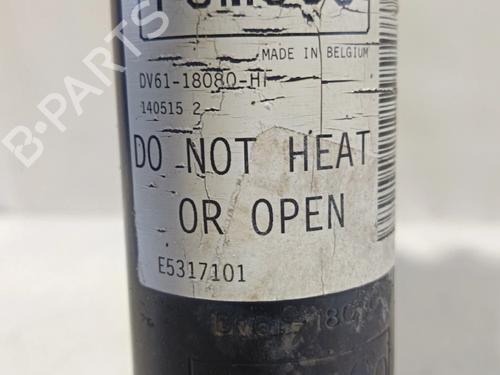 MADE IN BELGIUM
DV61-18080-H
140515 2
DO NOT HEAT
OR OPEN
E5317101
B-PARTS